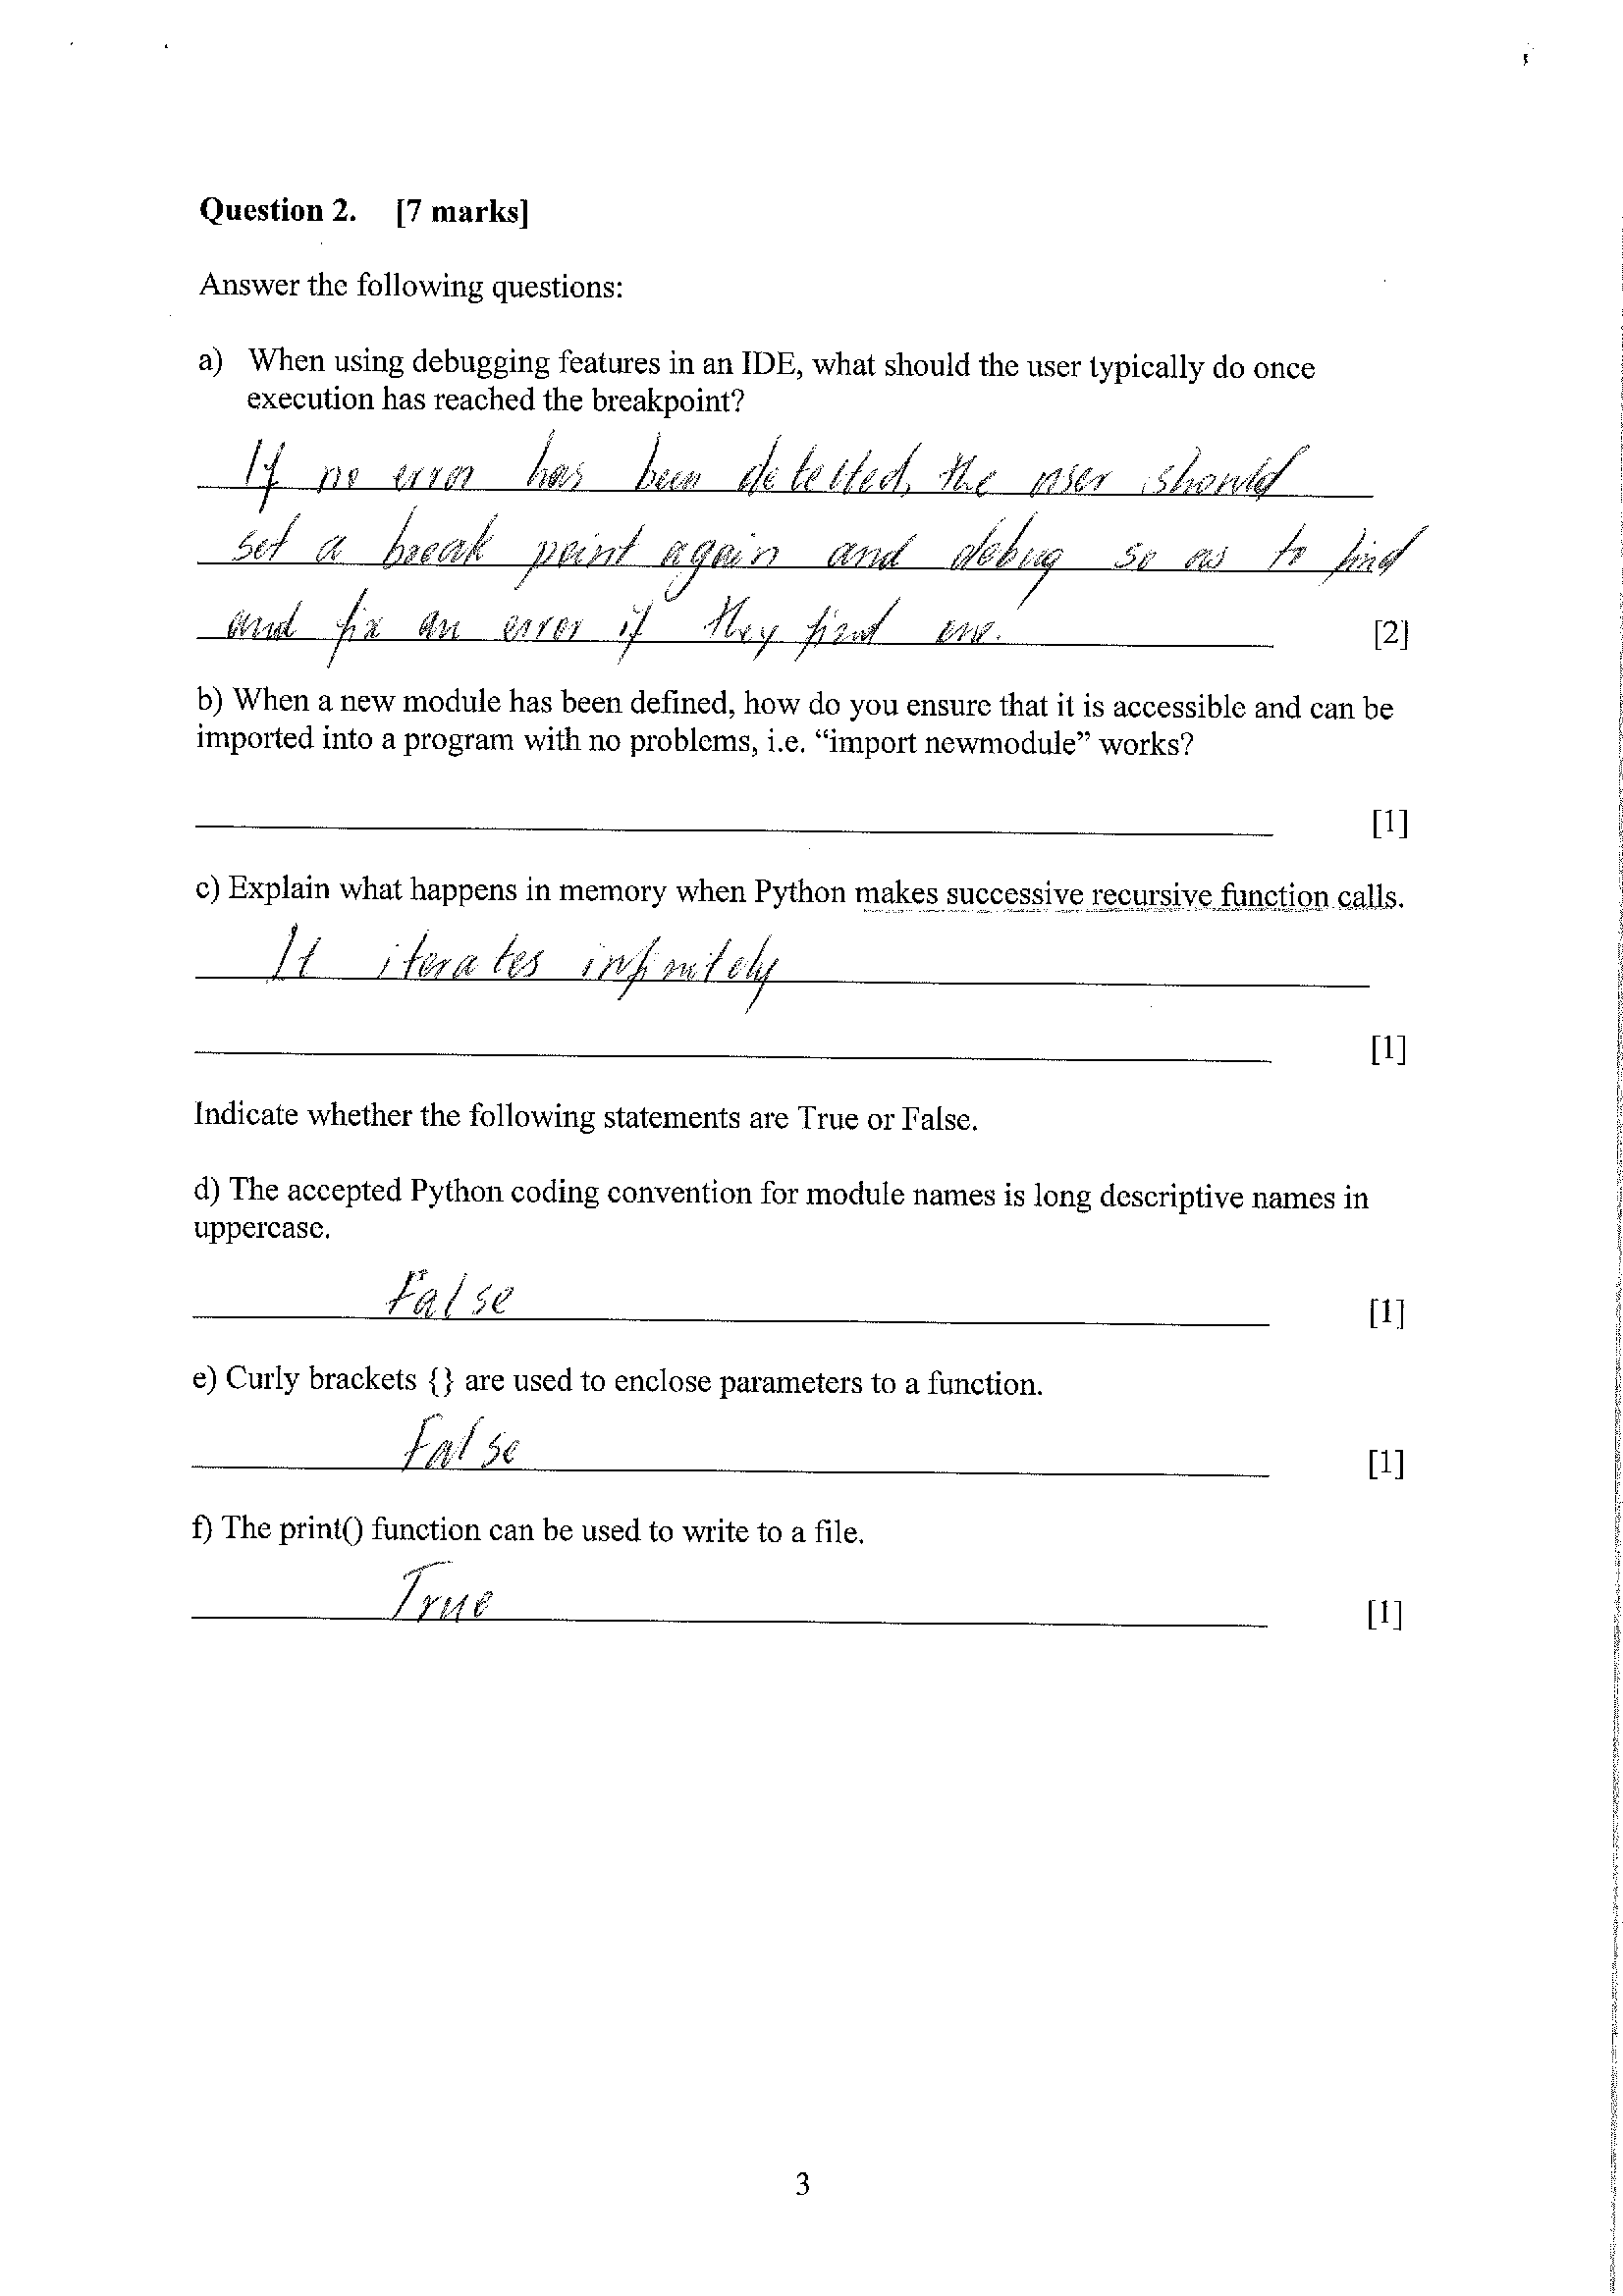 Question 2. [7 marks]
Answer the following questions:
a) When using debugging features in an IDE, what should the user typically do once
execution has reached the breakpoint?
If no error has been detected, the user should
set a break point again and debug so as to find
and fix an error if they find one. [2]
b) When a new module has been defined, how do you ensure that it is accessible and can be
imported into a program with no problems, i.e. “import newmodule” works?
[1]
c) Explain what happens in memory when Python makes successive recursive function calls.
It iterates infinitely
[1]
Indicate whether the following statements are True or False.
d) The accepted Python coding convention for module names is long descriptive names in
uppercase.
False [1]
e) Curly brackets {} are used to enclose parameters to a function.
False [1]
f) The print() function can be used to write to a file.
True [1]
3